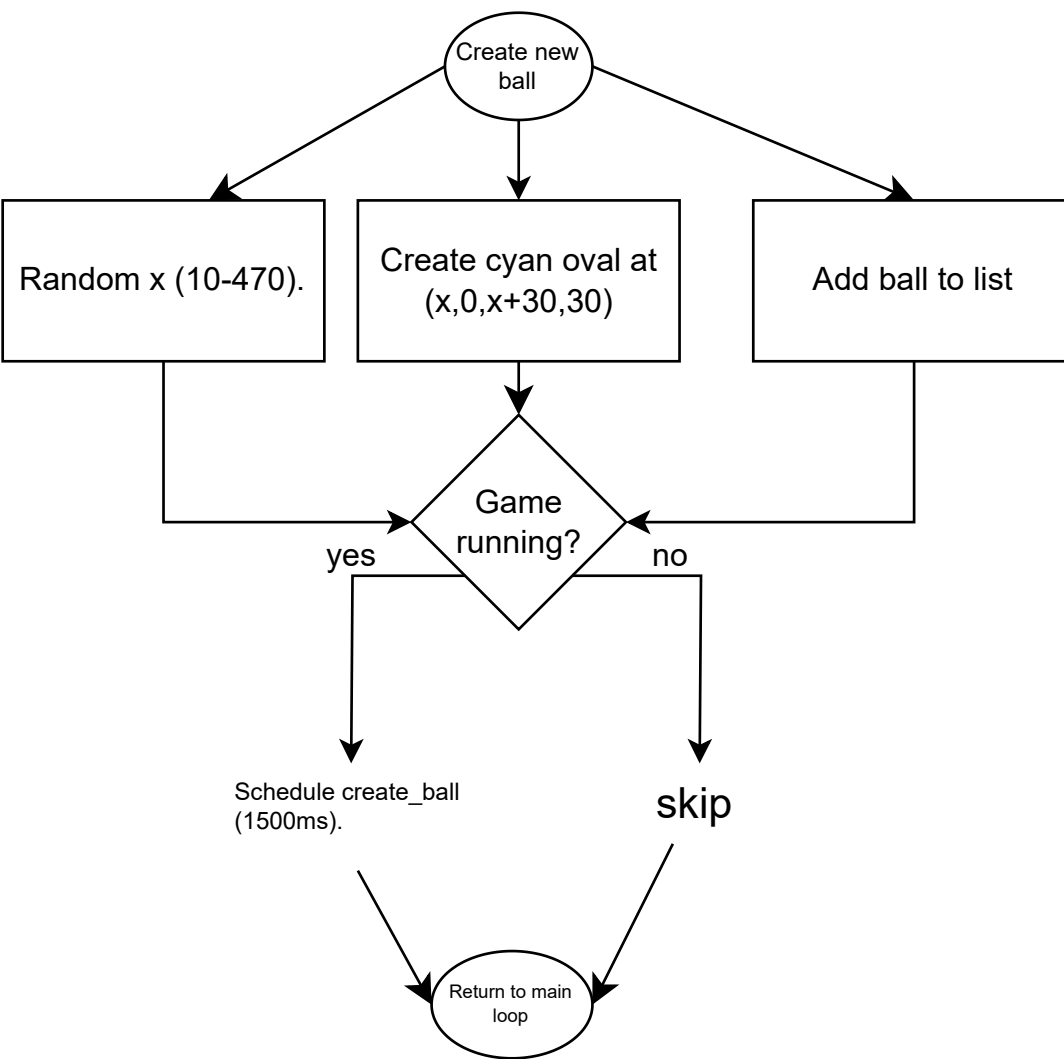 Create new
ball
Random x (10-470).
Create cyan oval at
(x,0,x+30,30)
Add ball to list
Game
running?
yes
no
Schedule create_ball
(1500ms).
skip
Return to main
loop